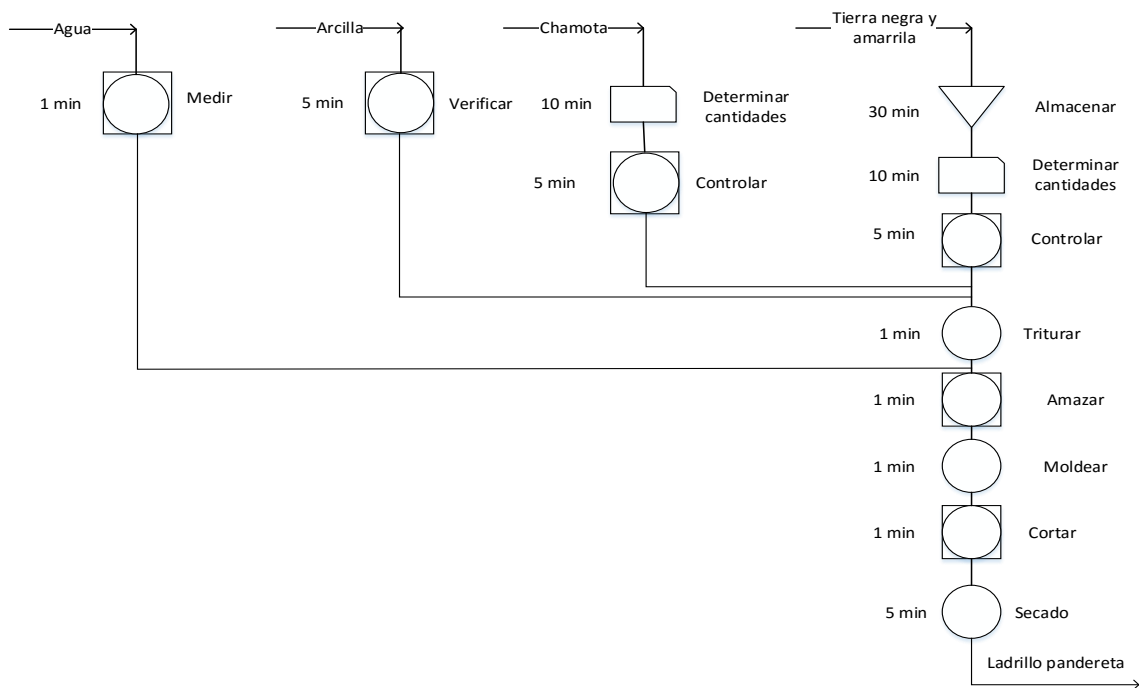 Agua
Arcilla
Chamota
Tierra negra y
amarrila
1 min
Medir
5 min
Verificar
10 min
Determinar
cantidades
5 min
Controlar
30 min
Almacenar
10 min
Determinar
cantidades
5 min
Controlar
1 min
Triturar
1 min
Amazar
1 min
Moldear
1 min
Cortar
5 min
Secado
Ladrillo pandereta